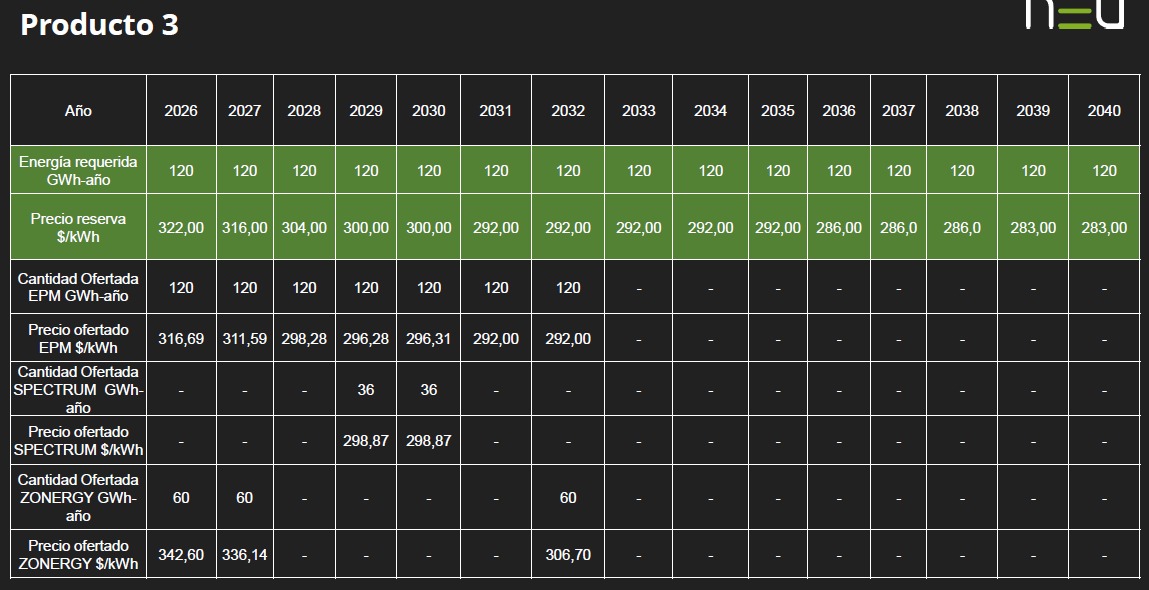 Producto 3
neu
Año 2026 2027 2028 2029 2030 2031 2032 2033 2034 2035 2036 2037 2038 2039 2040
Energía requerida
GWh-año 120 120 120 120 120 120 120 120 120 120 120 120 120 120 120
Precio reserva
$/kWh 322,00 316,00 304,00 300,00 300,00 292,00 292,00 292,00 292,00 292,00 286,00 286,0 286,0 283,00 283,00
Cantidad Ofertada
EPM GWh-año 120 120 120 120 120 120 120 - - - - - - - -
Precio ofertado
EPM $/kWh 316,69 311,59 298,28 296,28 296,31 292,00 292,00 - - - - - - - -
Cantidad Ofertada
SPECTRUM GWh-
año - - - 36 36 - - - - - - - - - -
Precio ofertado
SPECTRUM $/kWh - - - 298,87 298,87 - - - - - - - - - -
Cantidad Ofertada
ZONERGY GWh-
año 60 60 - - - - 60 - - - - - - - -
Precio ofertado
ZONERGY $/kWh 342,60 336,14 - - - - 306,70 - - - - - - - -